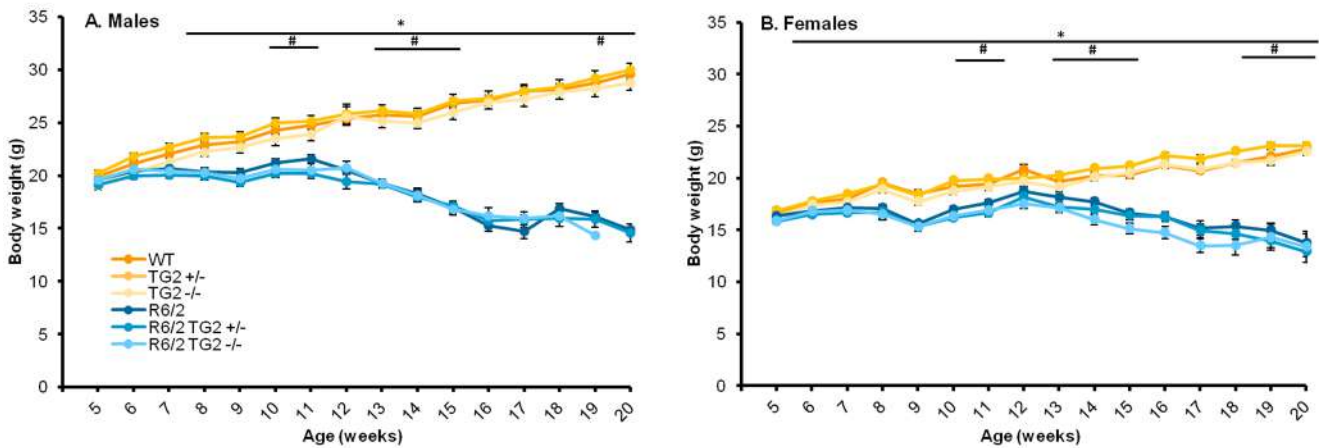 A. Males
*
#
#
#
35
30
25
20
15
10
5
0
Body weight (g)
WT
TG2 +/-
TG2 -/-
R6/2
R6/2 TG2 +/-
R6/2 TG2 -/-
5 6 7 8 9 10 11 12 13 14 15 16 17 18 19 20
Age (weeks)
B. Females
*
#
#
#
35
30
25
20
15
10
5
0
Body weight (g)
5 6 7 8 9 10 11 12 13 14 15 16 17 18 19 20
Age (weeks)